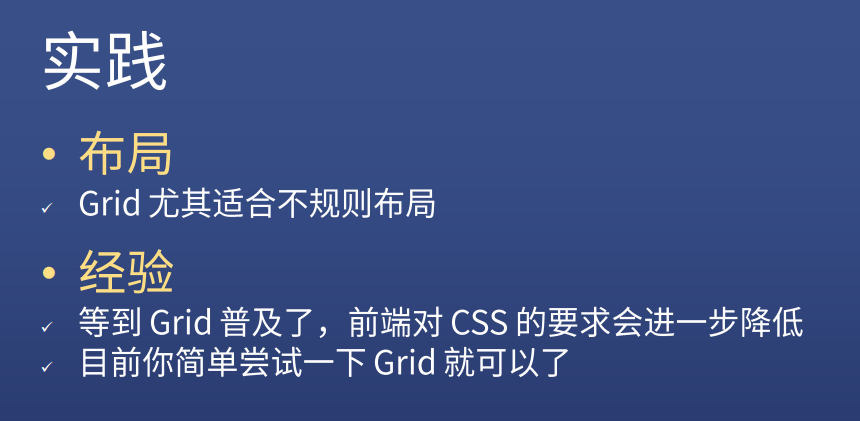 实践
• 布局
✓ Grid 尤其适合不规则布局
• 经验
✓ 等到 Grid 普及了，前端对 CSS 的要求会进一步降低
✓ 目前你简单尝试一下 Grid 就可以了